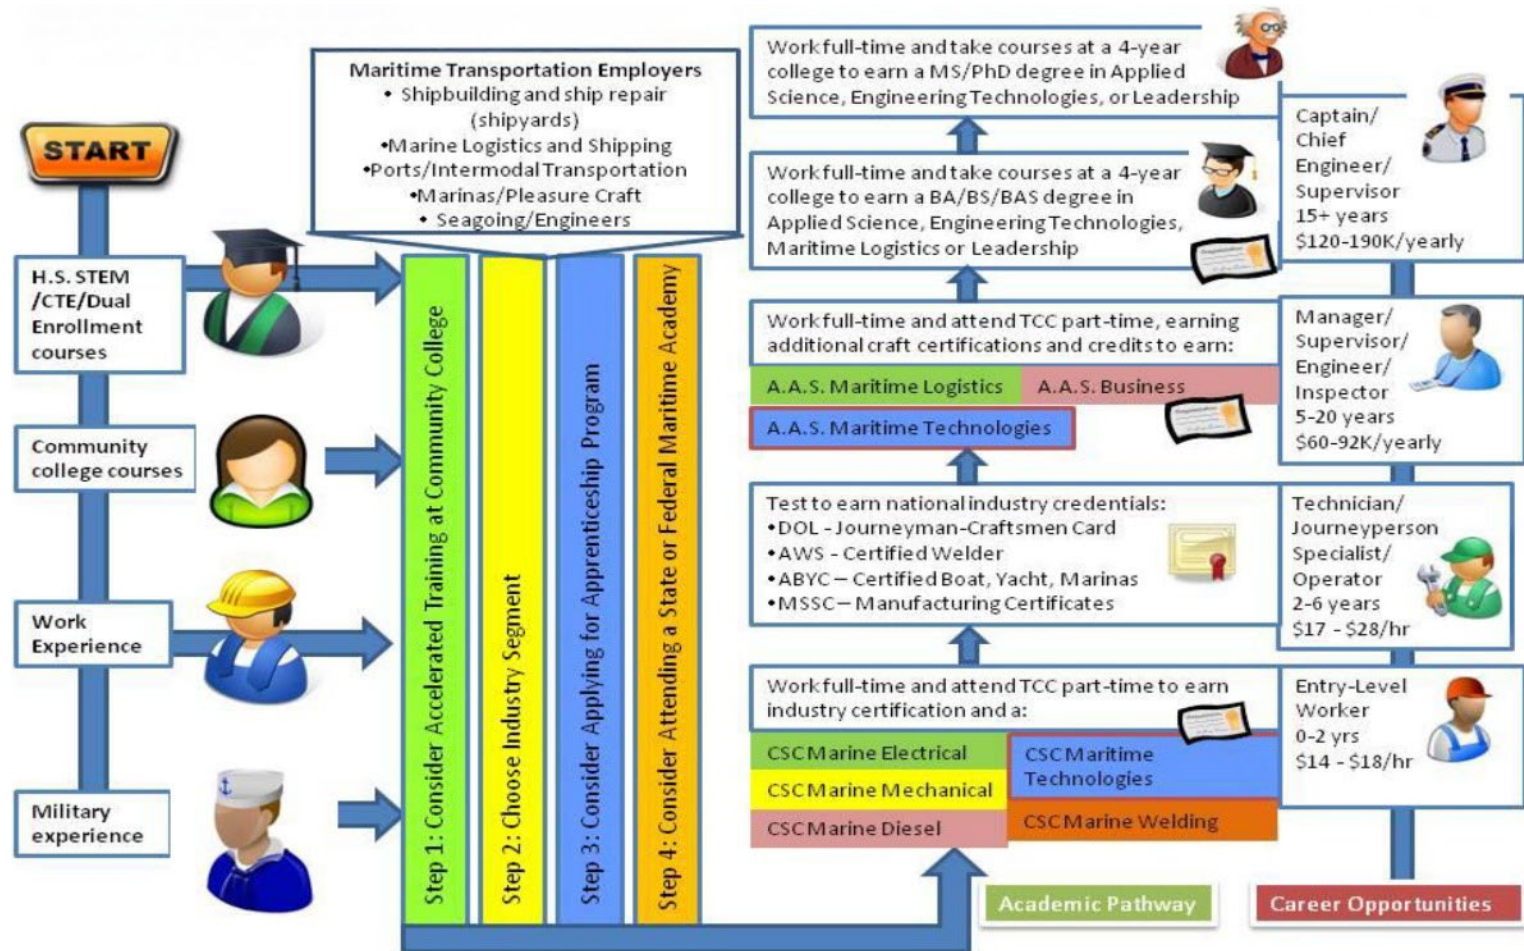 START
H.S. STEM
/CTE/Dual
Enrollment
courses
Community
college courses
Work
Experience
Military
experience
Maritime Transportation Employers
• Shipbuilding and ship repair
(shipyards)
•Marine Logistics and Shipping
•Ports/Intermodal Transportation
•Marinas/Pleasure Craft
• Seagoing/Engineers
Step 1: Consider Accelerated Training at Community College
Step 2: Choose Industry Segment
Step 3: Consider Applying for Apprenticeship Program
Step 4: Consider Attending a State or Federal Maritime Academy
Work full-time and take courses at a 4-year
college to earn a MS/PhD degree in Applied
Science, Engineering Technologies, or Leadership
Work full-time and take courses at a 4-year
college to earn a BA/BS/BAS degree in
Applied Science, Engineering Technologies,
Maritime Logistics or Leadership
Work full-time and attend TCC part-time, earning
additional craft certifications and credits to earn:
A.A.S. Maritime Logistics
A.A.S. Business
A.A.S. Maritime Technologies
Test to earn national industry credentials:
•DOL - Journeyman-Craftsmen Card
•AWS - Certified Welder
•ABYC – Certified Boat, Yacht, Marinas
•MSSC – Manufacturing Certificates
Work full-time and attend TCC part-time to earn
industry certification and a:
CSC Marine Electrical
CSC Marine Mechanical
CSC Marine Diesel
CSC Maritime
Technologies
CSC Marine Welding
Captain/
Chief
Engineer/
Supervisor
15+ years
$120-190K/yearly
Manager/
Supervisor/
Engineer/
Inspector
5-20 years
$60-92K/yearly
Technician/
Journeyperson
Specialist/
Operator
2-6 years
$17 - $28/hr
Entry-Level
Worker
0-2 yrs
$14 - $18/hr
Academic Pathway
Career Opportunities